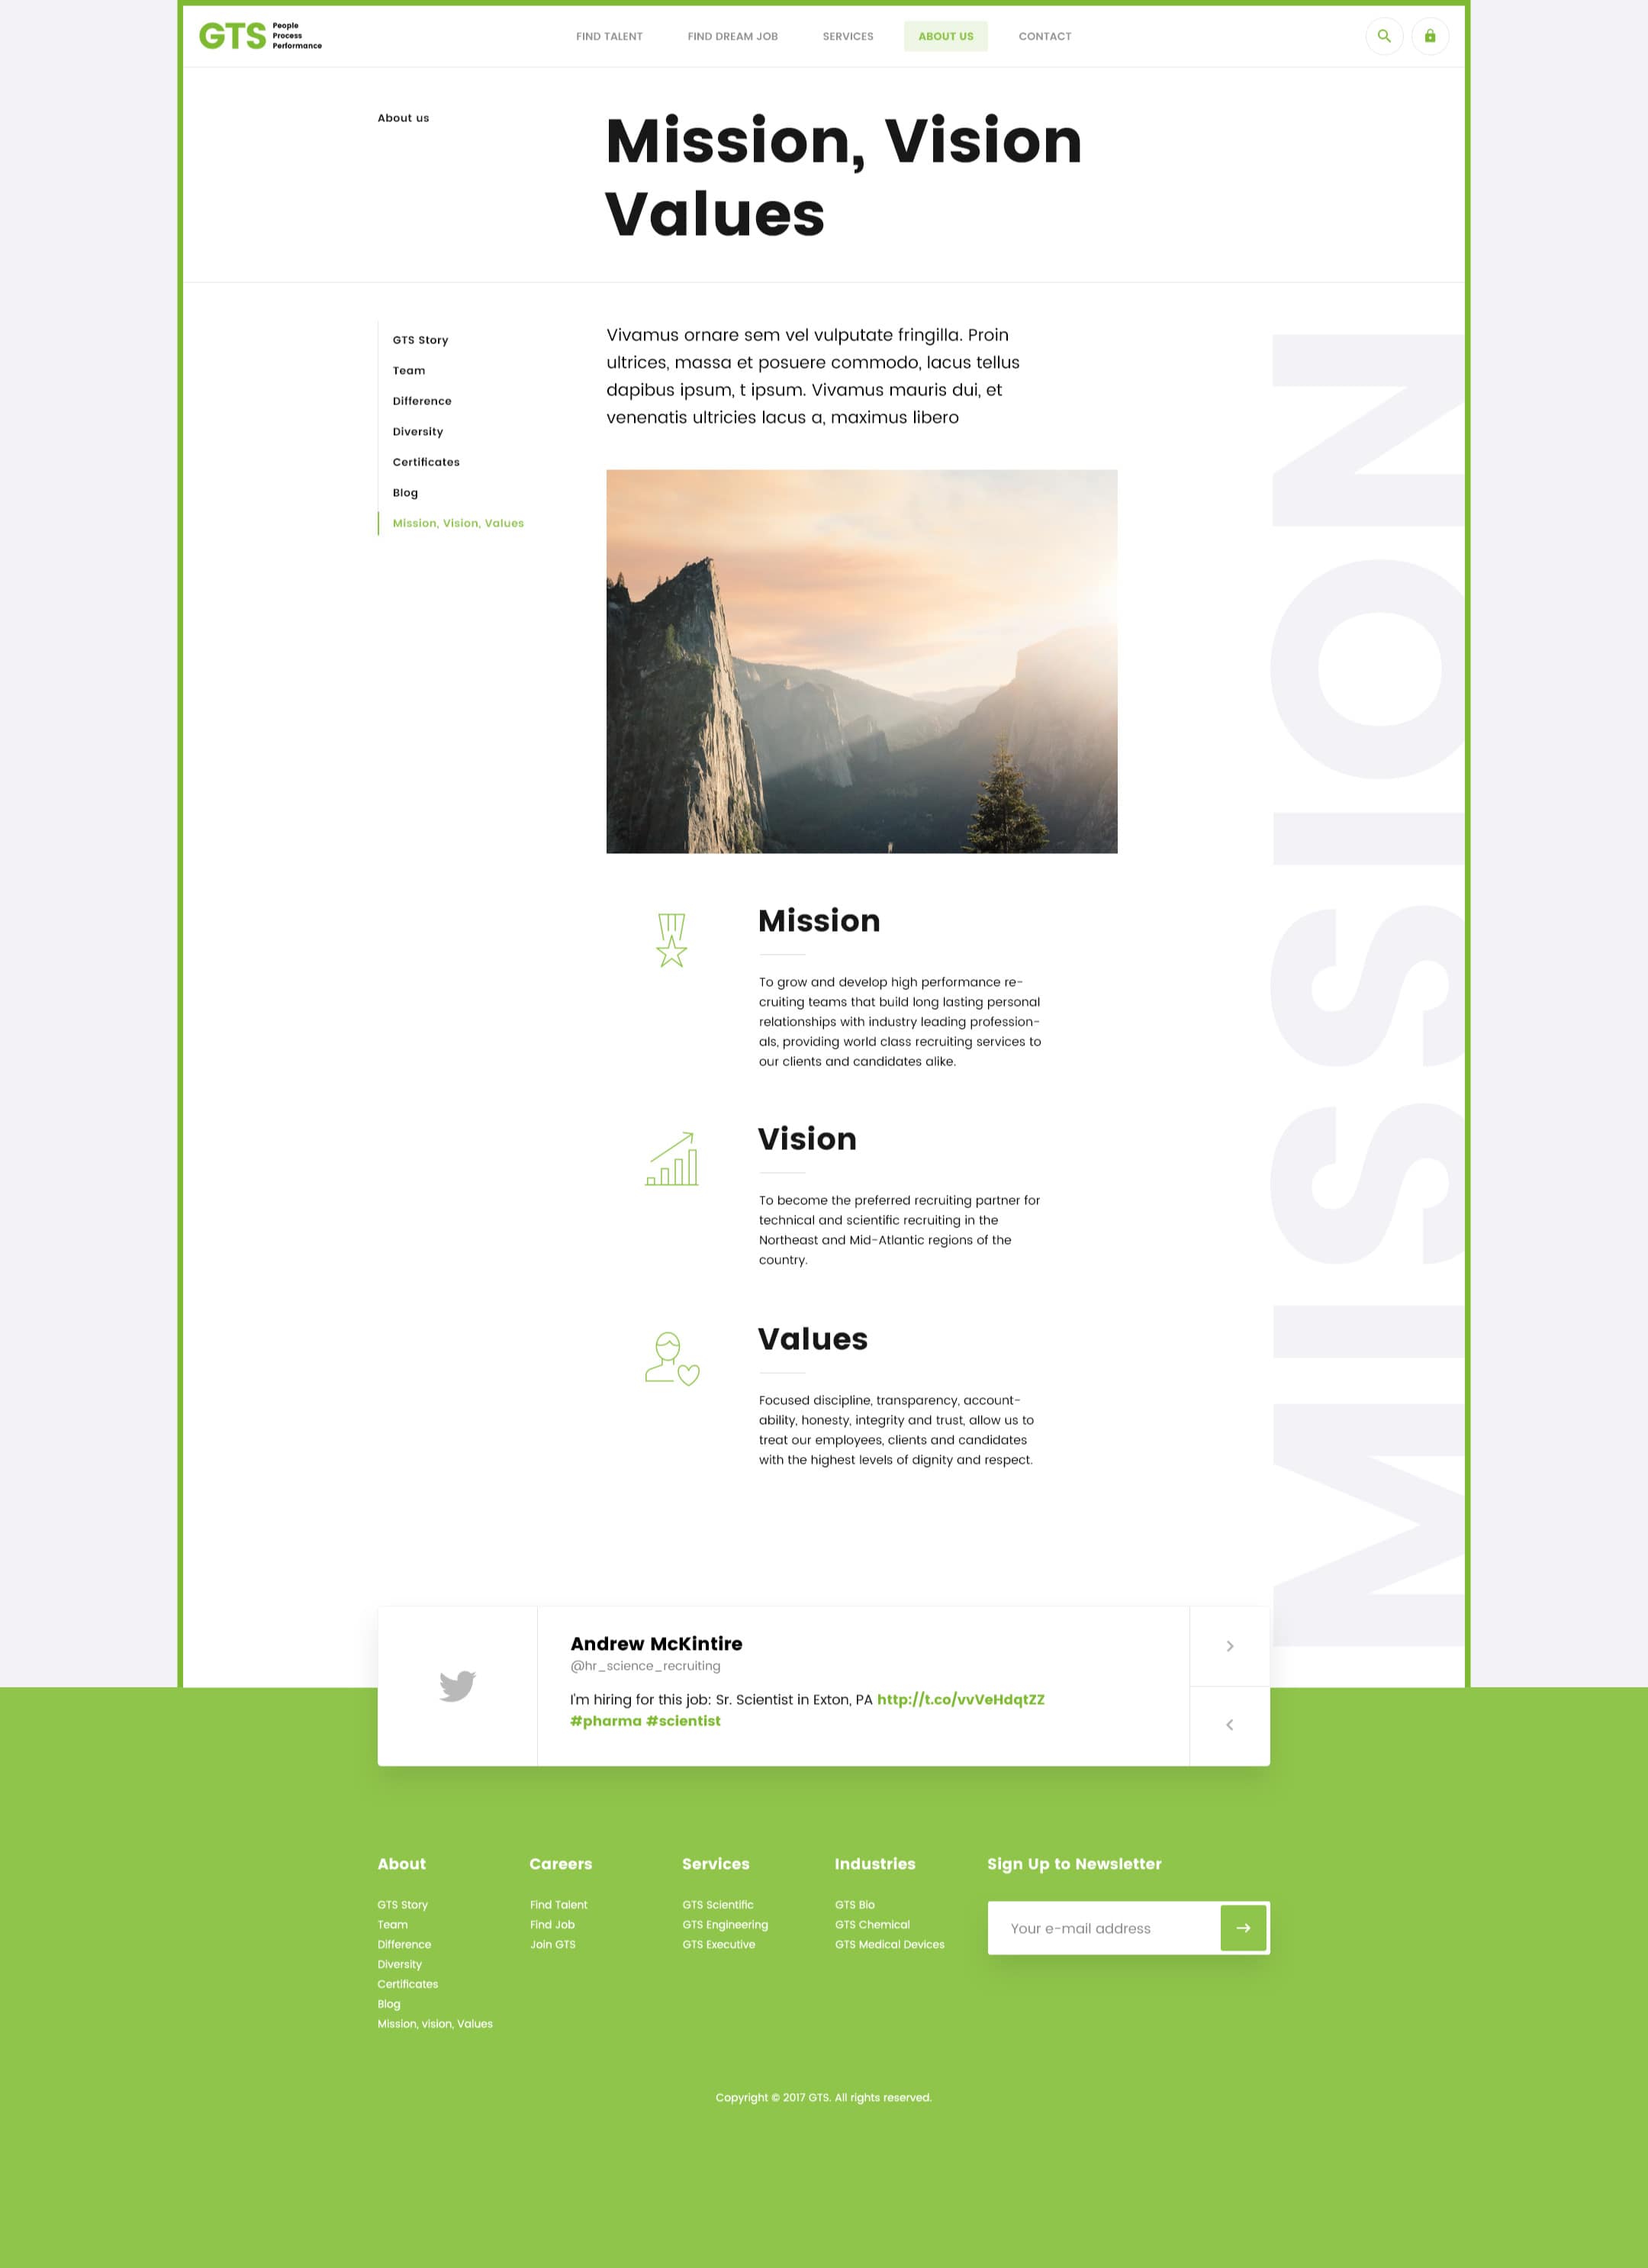 GTS
People
Process
Performance
FIND TALENT
FIND DREAM JOB
SERVICES
ABOUT US
CONTACT
About us
Mission, Vision
Values
GTS Story
Team
Difference
Diversity
Certificates
Blog
Mission, Vision, Values
Vivamus ornare sem vel vulputate fringilla. Proin
ultrices, massa et posuere commodo, lacus tellus
dapibus ipsum, t ipsum. Vivamus mauris dui, et
venenatis ultricies lacus a, maximus libero
MISSION
Mission
To grow and develop high performance re-
cruiting teams that build long lasting personal
relationships with industry leading profession-
als, providing world class recruiting services to
our clients and candidates alike.
Vision
To become the preferred recruiting partner for
technical and scientific recruiting in the
Northeast and Mid-Atlantic regions of the
country.
Values
Focused discipline, transparency, account-
ability, honesty, integrity and trust, allow us to
treat our employees, clients and candidates
with the highest levels of dignity and respect.
Andrew McKintire
@hr_science_recruiting
I'm hiring for this job: Sr. Scientist in Exton, PA http://t.co/vvVeHdqtZZ
#pharma #scientist
About
GTS Story
Team
Difference
Diversity
Certificates
Blog
Mission, vision, Values
Careers
Find Talent
Find Job
Join GTS
Services
GTS Scientific
GTS Engineering
GTS Executive
Industries
GTS Bio
GTS Chemical
GTS Medical Devices
Sign Up to Newsletter
Your e-mail address
Copyright © 2017 GTS. All rights reserved.